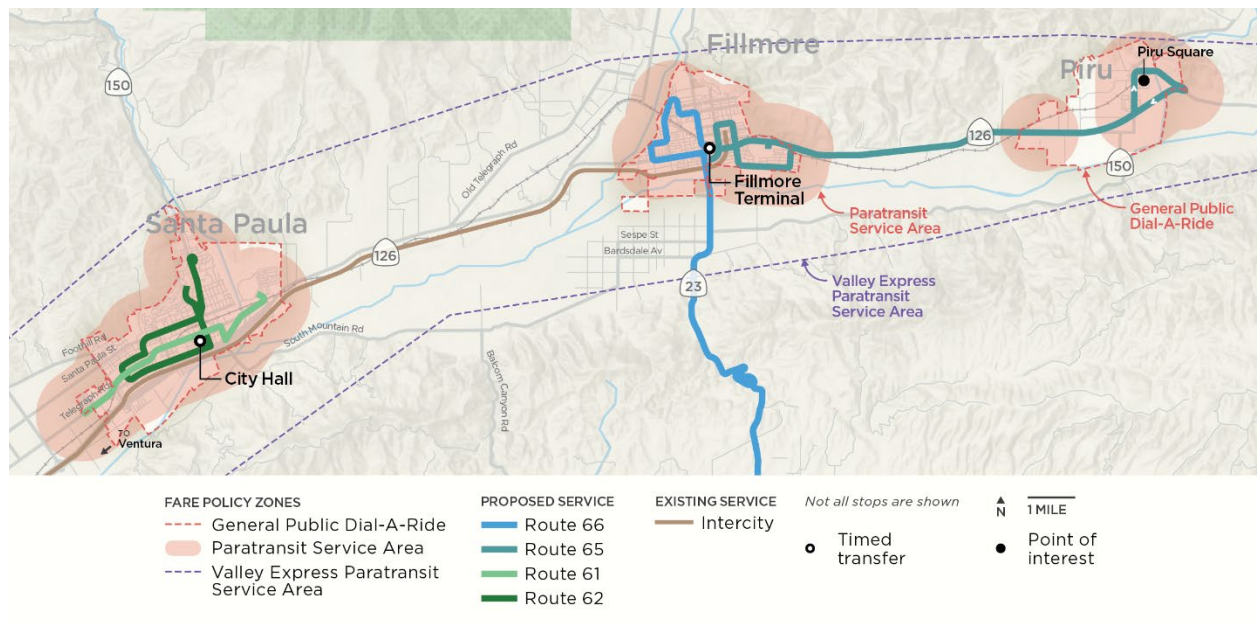 Fillmore
Piru Square
Piru
150
126
126
150
Old Telegraph Rd
Fillmore
Terminal
Paratransit
Service Area
General Public
Dial-A-Ride
Santa Paula
Sespe St
Bardsdale Av
23
Valley Express
Paratransit
Service Area
Foothill Rd
Santa Paula St
South Mountain Rd
Balcom Canyon Rd
City Hall
Telegraph Rd
TO
Ventura
FARE POLICY ZONES
General Public Dial-A-Ride
Paratransit Service Area
Valley Express Paratransit
Service Area
PROPOSED SERVICE
Route 66
Route 65
Route 61
Route 62
EXISTING SERVICE
Intercity
Not all stops are shown
Timed
transfer
N
1 MILE
Point of
interest